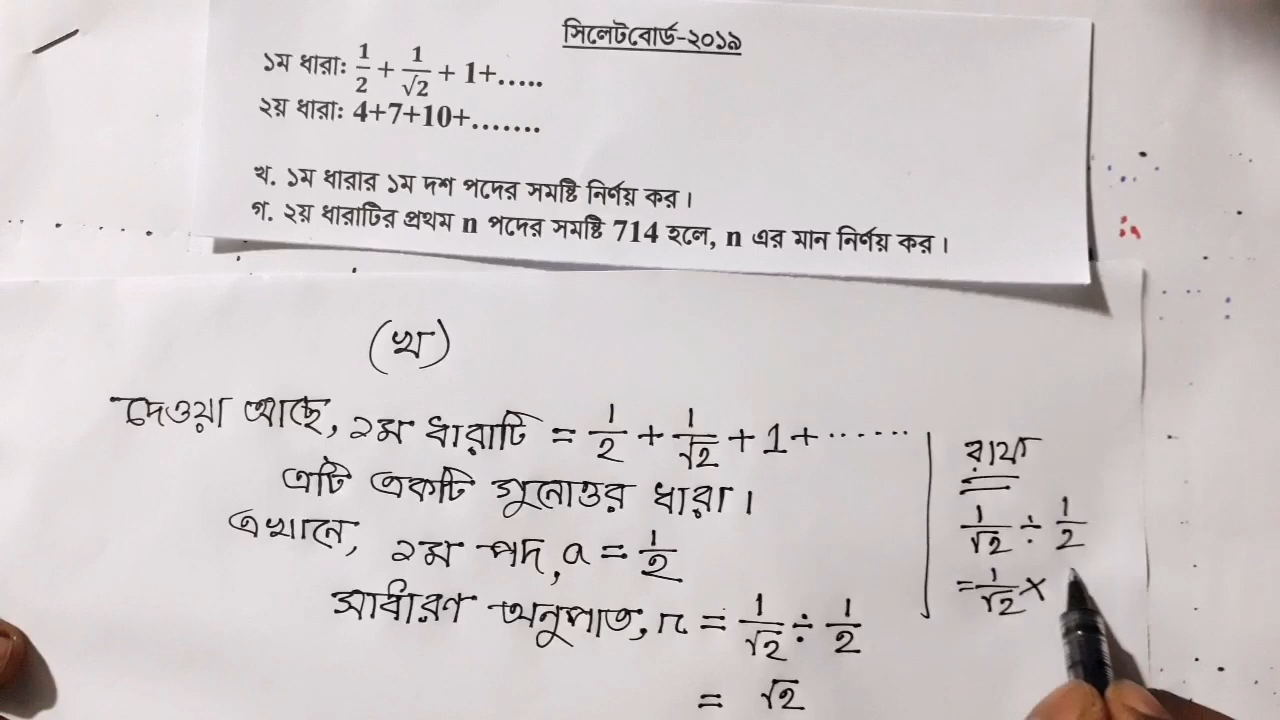 সিলেটবোর্ড-২০১৯
১ম ধারাঃ 1/2 + 1/√2 + 1+.....
২য় ধারাঃ 4+7+10+.......
খ. ১ম ধারার ১ম দশ পদের সমষ্টি নির্ণয় কর।
গ. ২য় ধারাটির প্রথম n পদের সমষ্টি 714 হলে, n এর মান নির্ণয় কর।
(খ)
দেওয়া আছে, ১ম ধারাটি = 1/2 + 1/√2 + 1 + ......
এটি একটি গুনোত্তর ধারা।
এখানে, ১ম পদ, a = 1/2
সাধারণ অনুপাত, r = 1/√2 ÷ 1/2
= √2
রাফ
1/√2 ÷ 1/2
= 1/√2 ×